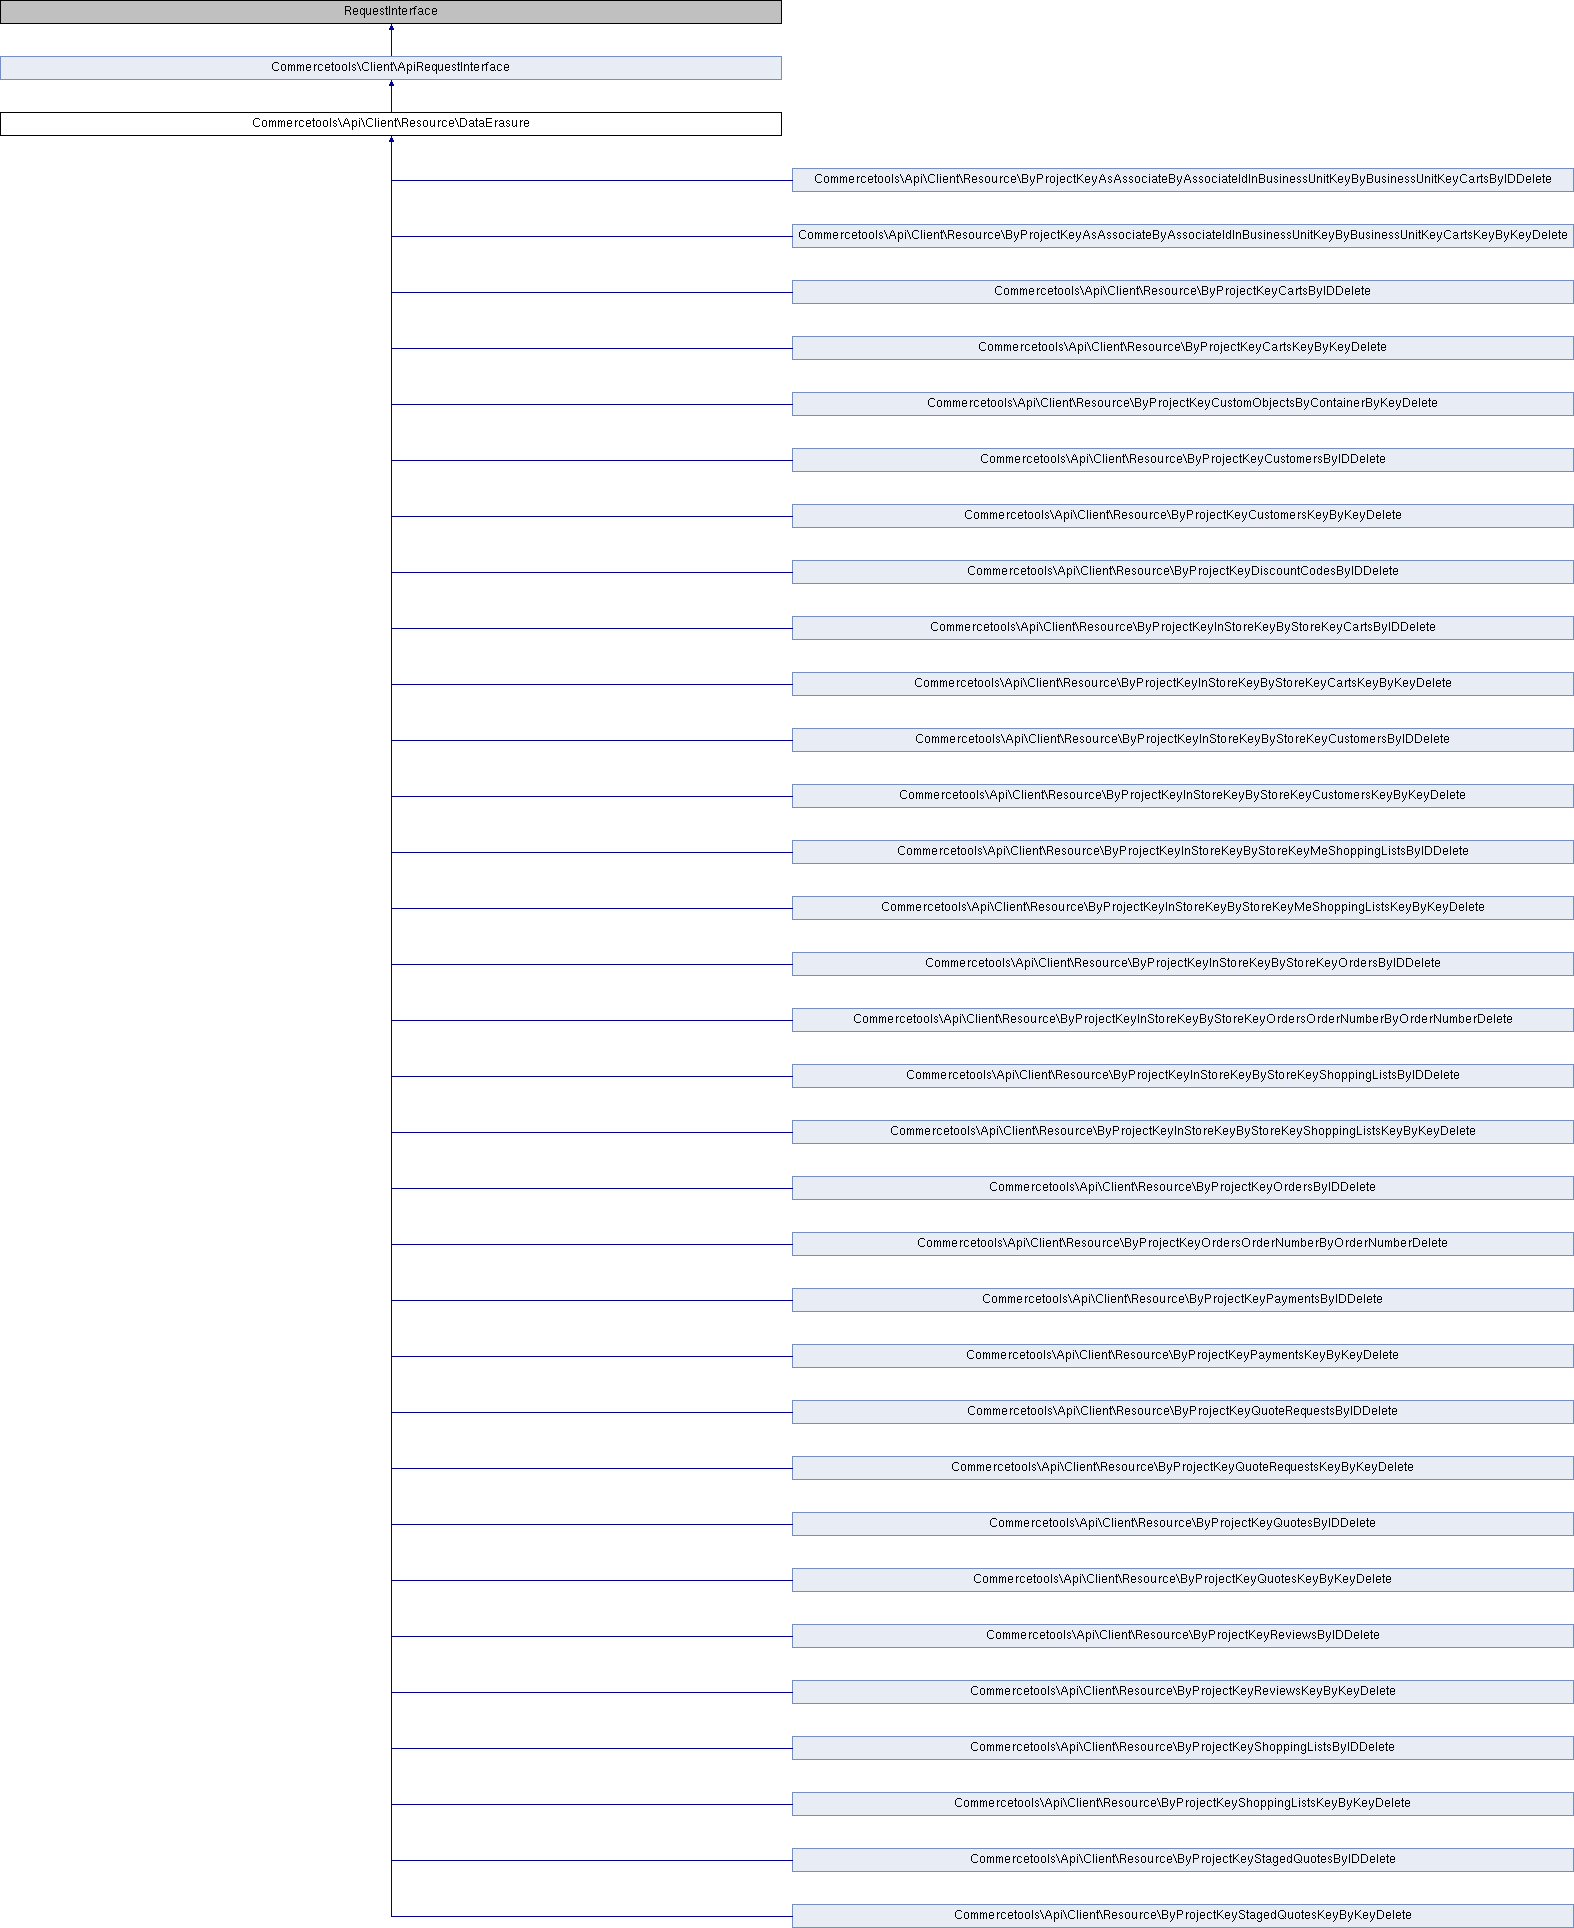 RequestInterface
Commercetools\Client\ApiRequestInterface
Commercetools\Api\Client\Resource\DataErasure
Commercetools\Api\Client\Resource\ByProjectKeyAsAssociateByAssociateIdInBusinessUnitKeyByBusinessUnitKeyCartsByIDDelete
Commercetools\Api\Client\Resource\ByProjectKeyAsAssociateByAssociateIdInBusinessUnitKeyByBusinessUnitKeyCartsKeyByKeyDelete
Commercetools\Api\Client\Resource\ByProjectKeyCartsByIDDelete
Commercetools\Api\Client\Resource\ByProjectKeyCartsKeyByKeyDelete
Commercetools\Api\Client\Resource\ByProjectKeyCustomObjectsByContainerByKeyDelete
Commercetools\Api\Client\Resource\ByProjectKeyCustomersByIDDelete
Commercetools\Api\Client\Resource\ByProjectKeyCustomersKeyByKeyDelete
Commercetools\Api\Client\Resource\ByProjectKeyDiscountCodesByIDDelete
Commercetools\Api\Client\Resource\ByProjectKeyInStoreKeyByStoreKeyCartsByIDDelete
Commercetools\Api\Client\Resource\ByProjectKeyInStoreKeyByStoreKeyCartsKeyByKeyDelete
Commercetools\Api\Client\Resource\ByProjectKeyInStoreKeyByStoreKeyCustomersByIDDelete
Commercetools\Api\Client\Resource\ByProjectKeyInStoreKeyByStoreKeyCustomersKeyByKeyDelete
Commercetools\Api\Client\Resource\ByProjectKeyInStoreKeyByStoreKeyMeShoppingListsByIDDelete
Commercetools\Api\Client\Resource\ByProjectKeyInStoreKeyByStoreKeyMeShoppingListsKeyByKeyDelete
Commercetools\Api\Client\Resource\ByProjectKeyInStoreKeyByStoreKeyOrdersByIDDelete
Commercetools\Api\Client\Resource\ByProjectKeyInStoreKeyByStoreKeyOrdersOrderNumberByOrderNumberDelete
Commercetools\Api\Client\Resource\ByProjectKeyInStoreKeyByStoreKeyShoppingListsByIDDelete
Commercetools\Api\Client\Resource\ByProjectKeyInStoreKeyByStoreKeyShoppingListsKeyByKeyDelete
Commercetools\Api\Client\Resource\ByProjectKeyOrdersByIDDelete
Commercetools\Api\Client\Resource\ByProjectKeyOrdersOrderNumberByOrderNumberDelete
Commercetools\Api\Client\Resource\ByProjectKeyPaymentsByIDDelete
Commercetools\Api\Client\Resource\ByProjectKeyPaymentsKeyByKeyDelete
Commercetools\Api\Client\Resource\ByProjectKeyQuoteRequestsByIDDelete
Commercetools\Api\Client\Resource\ByProjectKeyQuoteRequestsKeyByKeyDelete
Commercetools\Api\Client\Resource\ByProjectKeyQuotesByIDDelete
Commercetools\Api\Client\Resource\ByProjectKeyQuotesKeyByKeyDelete
Commercetools\Api\Client\Resource\ByProjectKeyReviewsByIDDelete
Commercetools\Api\Client\Resource\ByProjectKeyReviewsKeyByKeyDelete
Commercetools\Api\Client\Resource\ByProjectKeyShoppingListsByIDDelete
Commercetools\Api\Client\Resource\ByProjectKeyShoppingListsKeyByKeyDelete
Commercetools\Api\Client\Resource\ByProjectKeyStagedQuotesByIDDelete
Commercetools\Api\Client\Resource\ByProjectKeyStagedQuotesKeyByKeyDelete